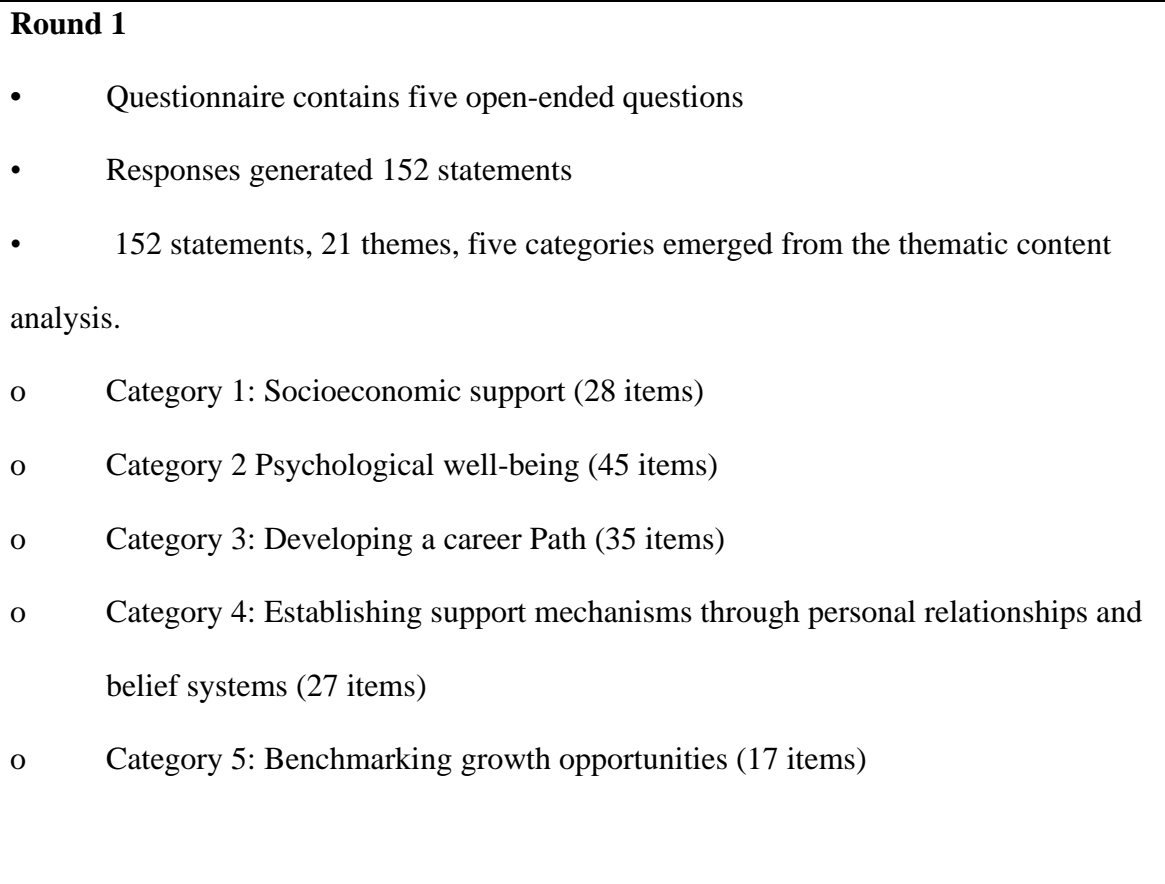 Round 1
• Questionnaire contains five open-ended questions
• Responses generated 152 statements
• 152 statements, 21 themes, five categories emerged from the thematic content
analysis.
o Category 1: Socioeconomic support (28 items)
o Category 2 Psychological well-being (45 items)
o Category 3: Developing a career Path (35 items)
o Category 4: Establishing support mechanisms through personal relationships and
belief systems (27 items)
o Category 5: Benchmarking growth opportunities (17 items)